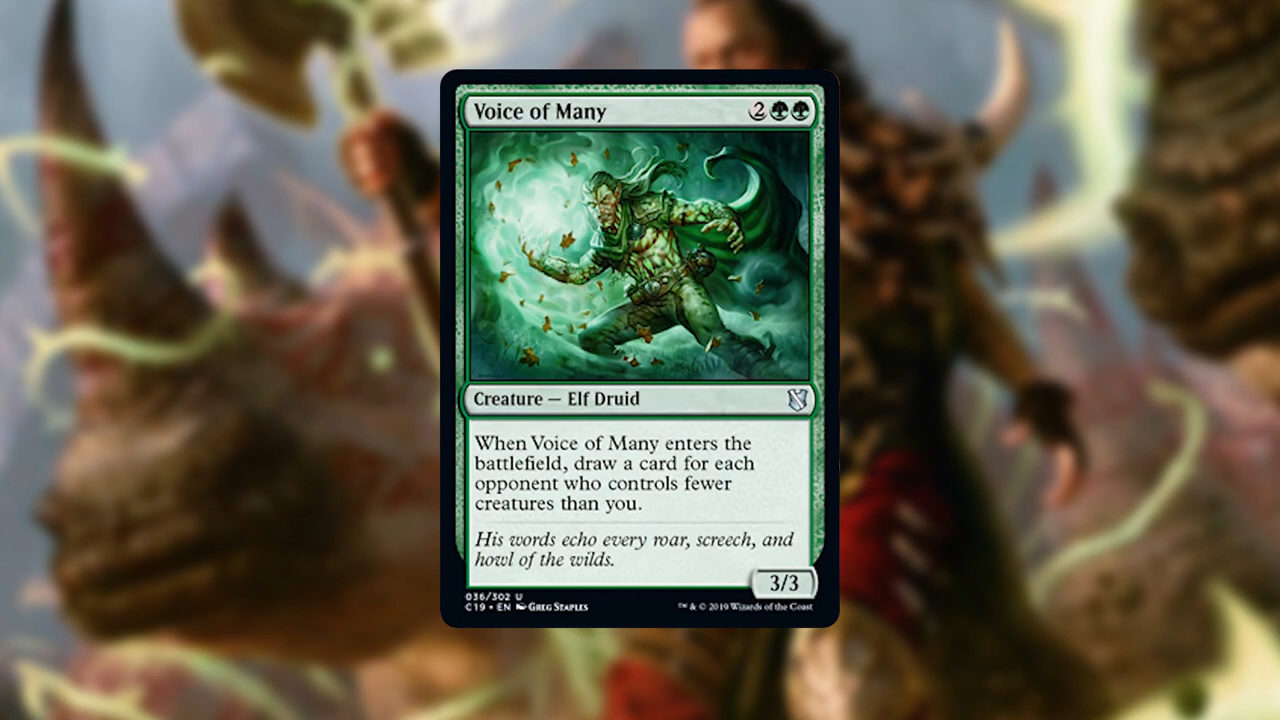 Voice of Many 2
Creature — Elf Druid
When Voice of Many enters the
battlefield, draw a card for each
opponent who controls fewer
creatures than you.
His words echo every roar, screech, and
howl of the wilds.
3/3
036/302 U
C19 • EN Greg Staples
™ & © 2019 Wizards of the Coast